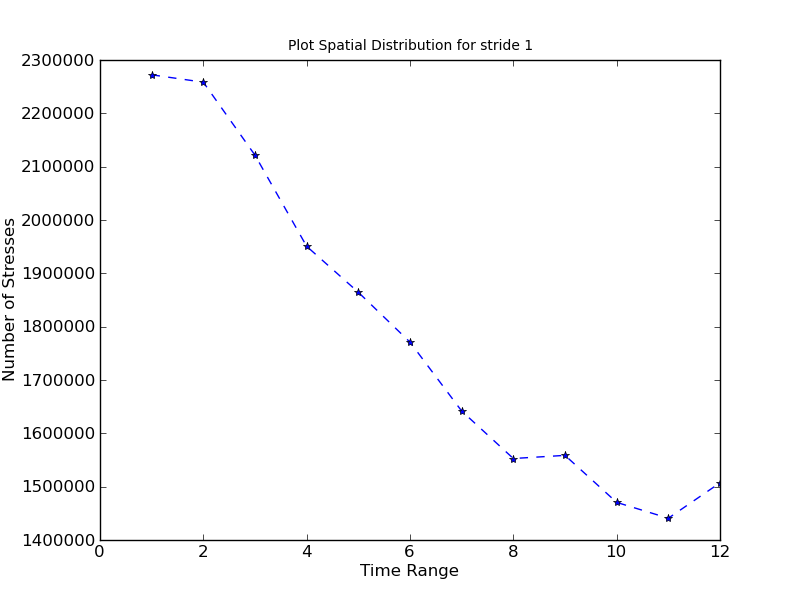 Plot Spatial Distribution for stride 1
2300000
2200000
2100000
2000000
1900000
1800000
1700000
1600000
1500000
1400000
Number of Stresses
0 2 4 6 8 10 12
Time Range